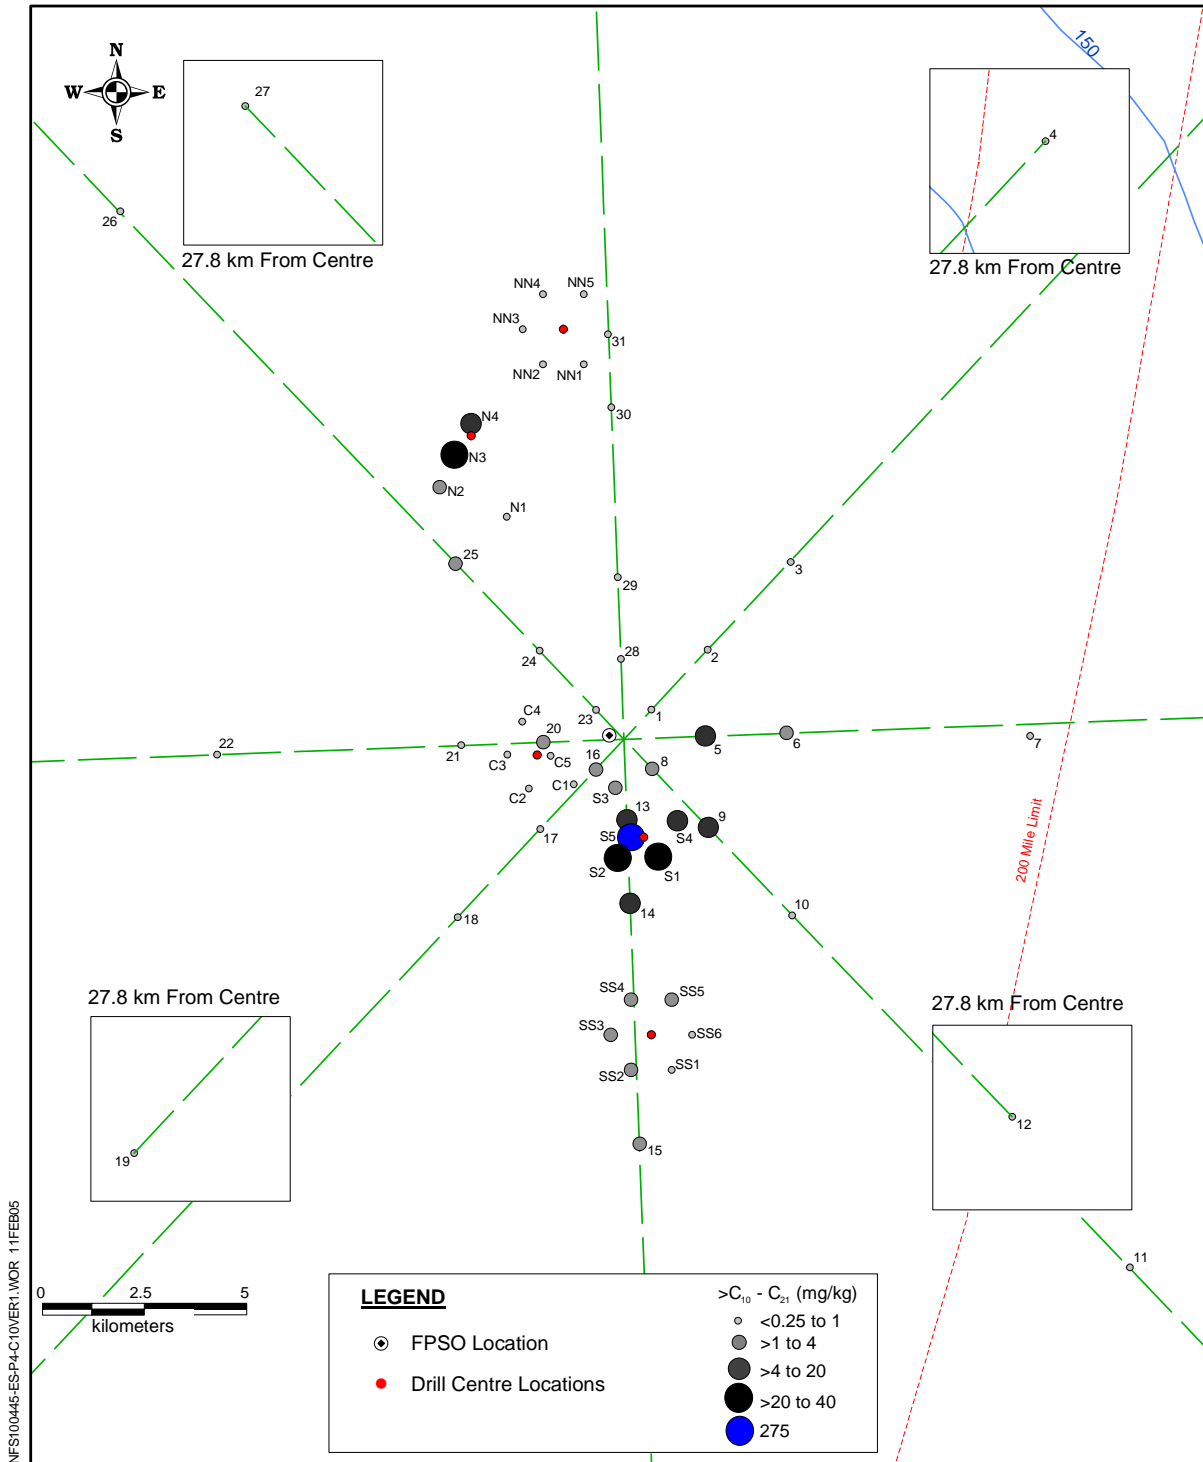 N
W E
S
27
27.8 km From Centre
150
4
27.8 km From Centre
26
NN4 NN5
NN3
31
NN2 NN1
30
N4
N3
N2
N1
25
3
29
24 28 2
C4 23 1
20
22 21 5 6 7
C3 C5 16 8
C2 C1 S3
13
17 S5 S4 9
S2 S1
200 Mile Limit
14
18 10
27.8 km From Centre
SS4 SS5
27.8 km From Centre
SS3 SS6
SS2 SS1
12
19
15
11
0 2.5 5
kilometers
LEGEND
FPSO Location
Drill Centre Locations
>C10 - C21 (mg/kg)
<0.25 to 1
>1 to 4
>4 to 20
>20 to 40
275
NFS100445-ES-P4-C10VER1.WOR 11FEB05